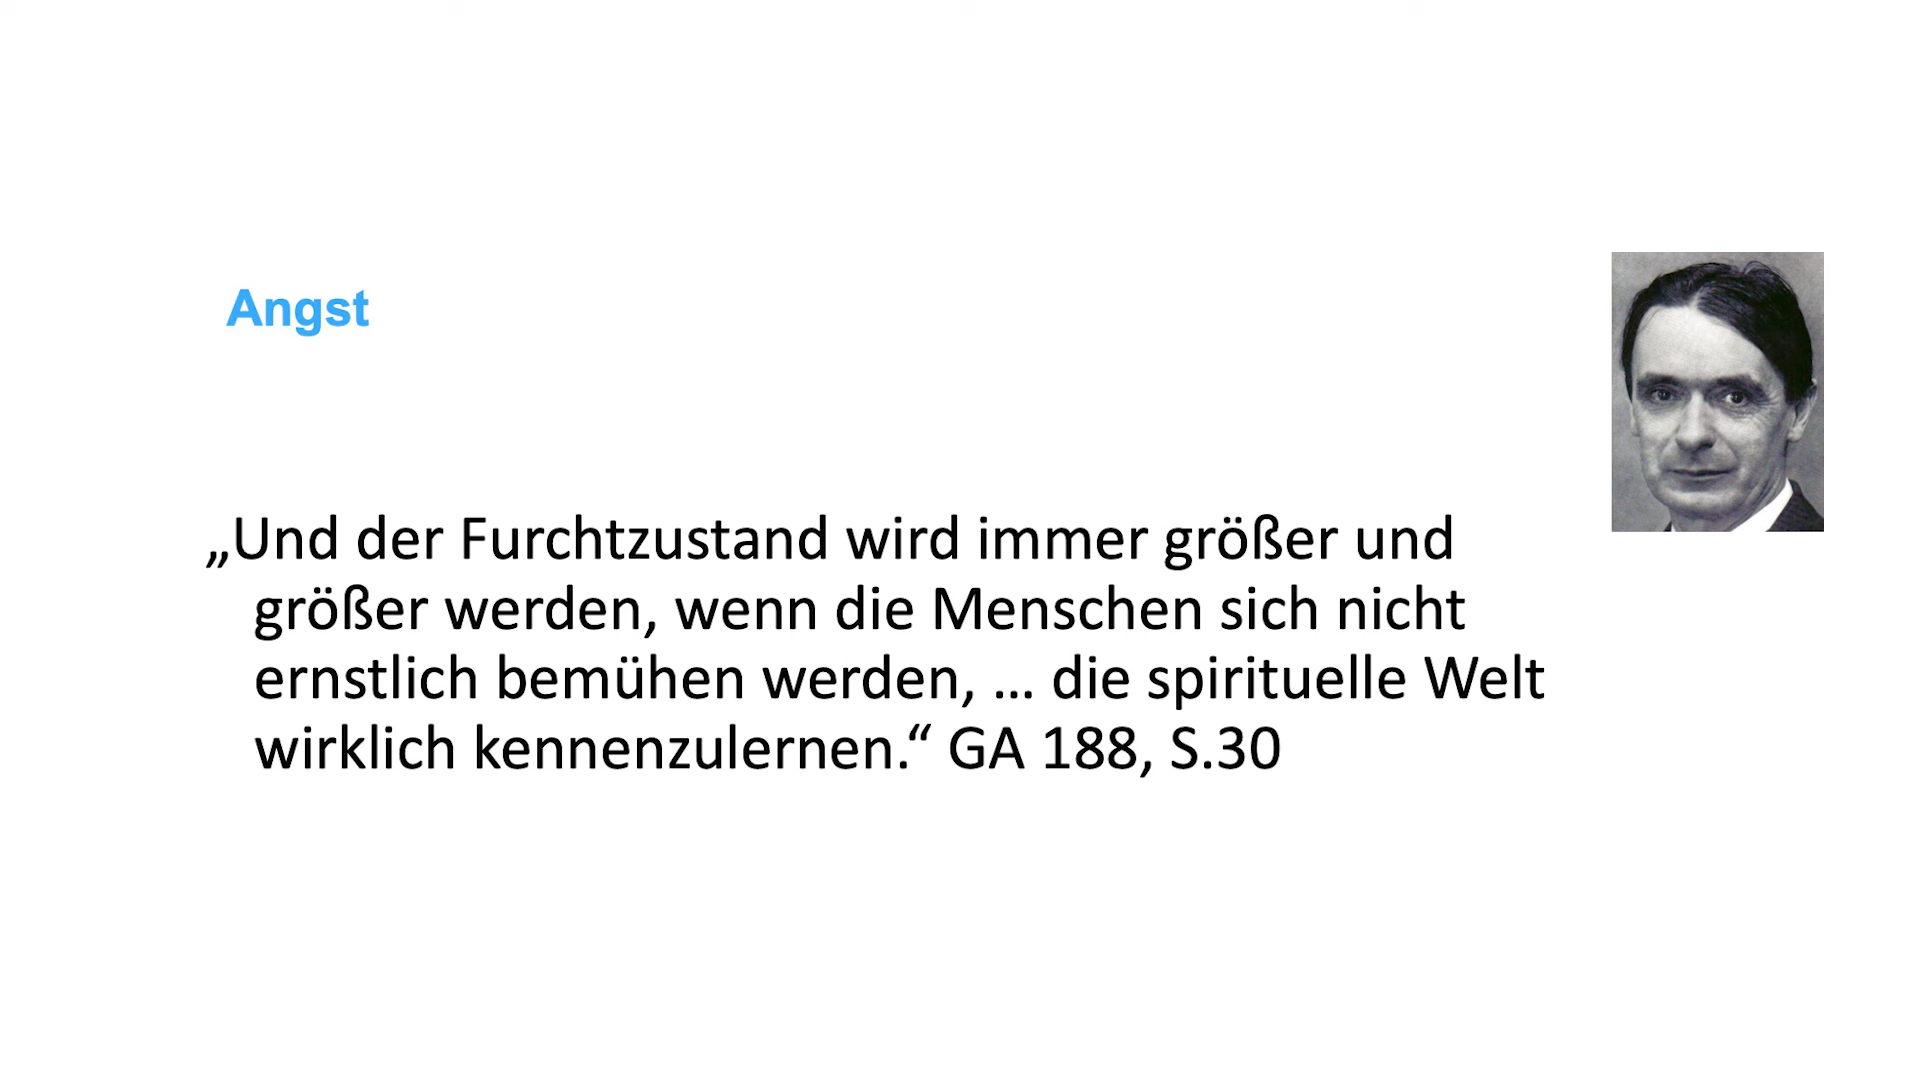 Angst
„Und der Furchtzustand wird immer größer und
größer werden, wenn die Menschen sich nicht
ernstlich bemühen werden, … die spirituelle Welt
wirklich kennenzulernen.“ GA 188, S.30